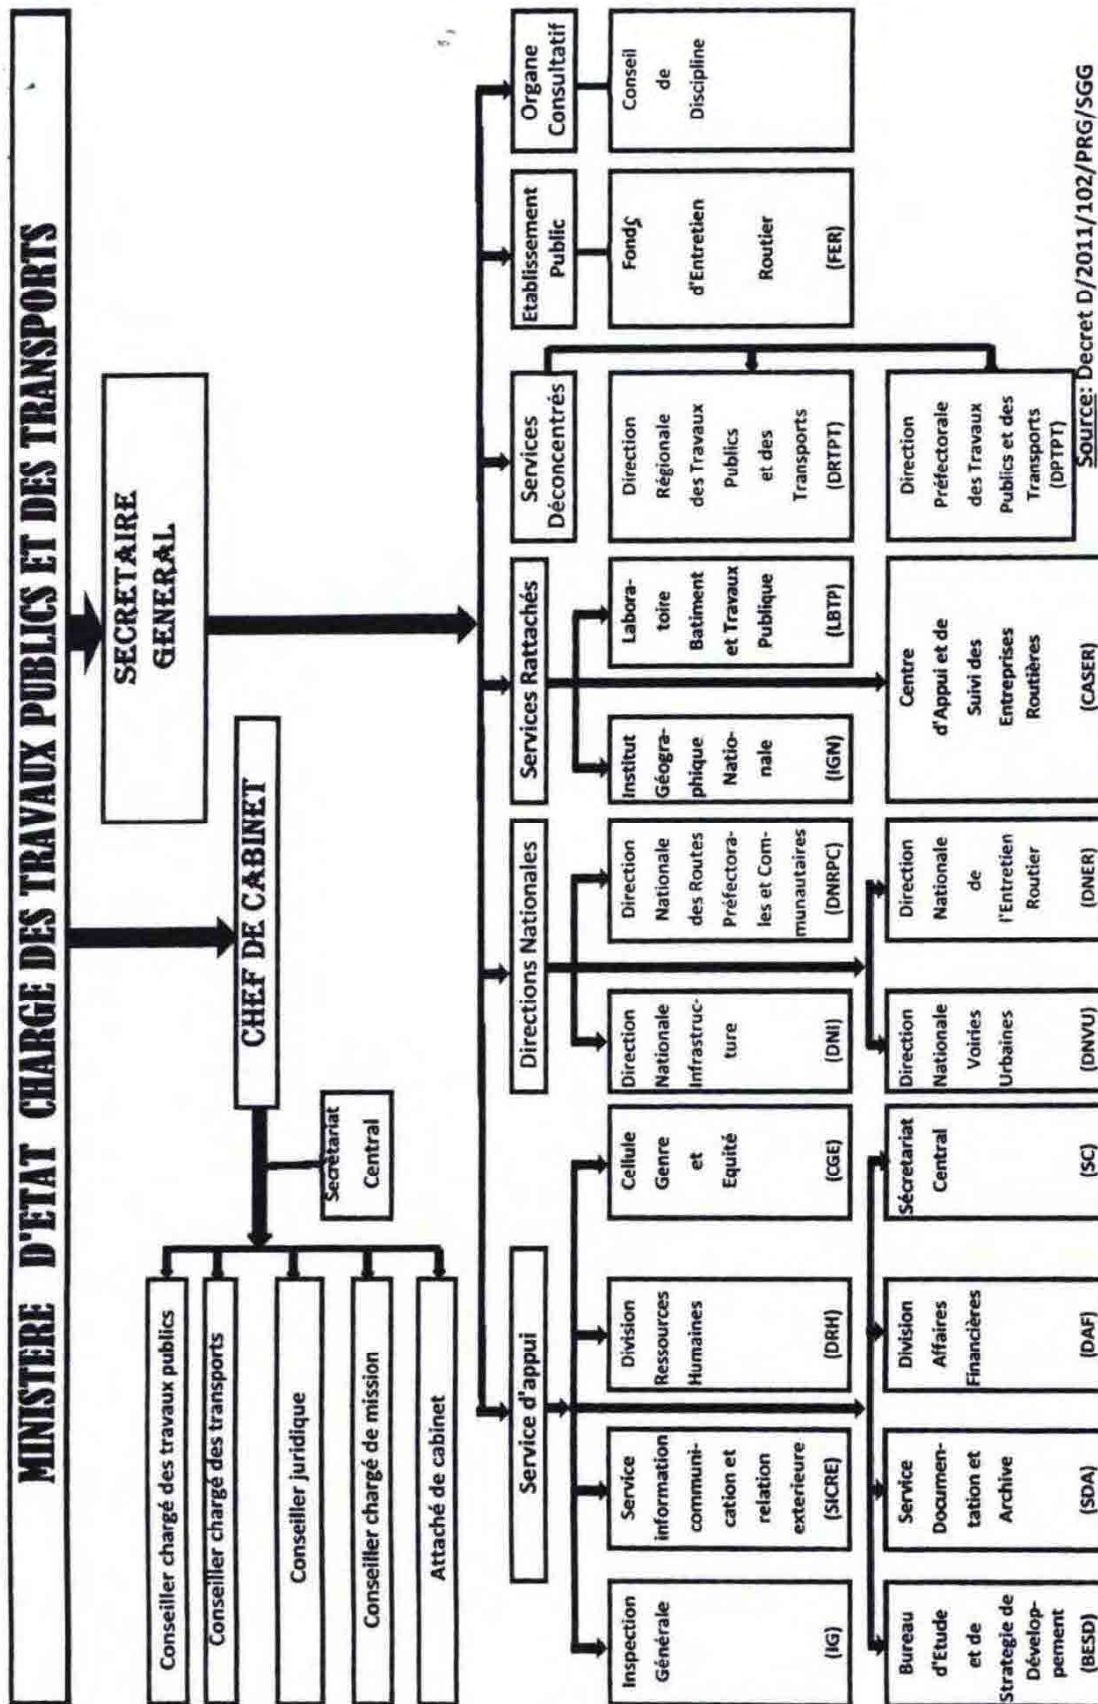 MINISTERE D'ETAT CHARGE DES TRAVAUX PUBLICS ET DES TRANSPORTS
SECRETAIRE
GENERAL
CHEF DE CABINET
Secrétariat
Central
Conseiller chargé des travaux publics
Conseiller chargé des transports
Conseiller juridique
Conseiller chargé de mission
Attaché de cabinet
Service d'appui
Directions Nationales
Services Rattachés
Services
Déconcentrés
Etablissement
Public
Organe
Consultatif
Inspection
Générale
(IG)
Service
information
communi-
cation et
relation
exterieure
(SICRE)
Division
Ressources
Humaines
(DRH)
Cellule
Genre
et
Equité
(CGE)
Direction
Nationale
Infrastruc-
ture
(DNI)
Direction
Nationale
des Routes
Préfectora-
les et Com-
munautaires
(DNRPC)
Institut
Géogra-
phique
Natio-
nale
(IGN)
Labora-
toire
Batiment
et Travaux
Publique
(LBTP)
Direction
Régionale
des Travaux
Publics
et des
Transports
(DRTPT)
Fonds
d'Entretien
Routier
(FER)
Conseil
de
Discipline
Bureau
d'Etude
et de
Strategie de
Dévelop-
pement
(BESD)
Service
Documen-
tation et
Archive
(SDA)
Division
Affaires
Financières
(DAF)
Sécretariat
Central
(SC)
Direction
Nationale
Voiries
Urbaines
(DNVU)
Direction
Nationale
de
l'Entretien
Routier
(DNER)
Centre
d'Appui et de
Suivi des
Entreprises
Routières
(CASER)
Direction
Préfectorale
des Travaux
Publics et des
Transports
(DPTPT)
Source: Decret D/2011/102/PRG/SGG